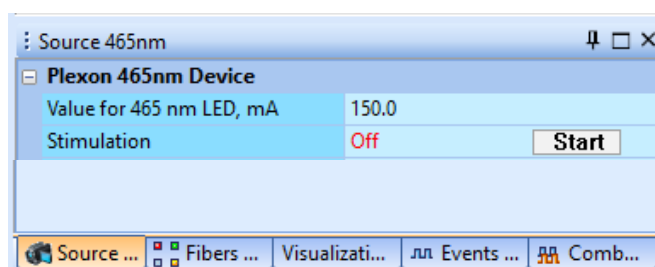 Source 465nm
Plexon 465nm Device
Value for 465 nm LED, mA 150.0
Stimulation Off Start
Source ... Fibers ... Visualizati... Events ... Comb...